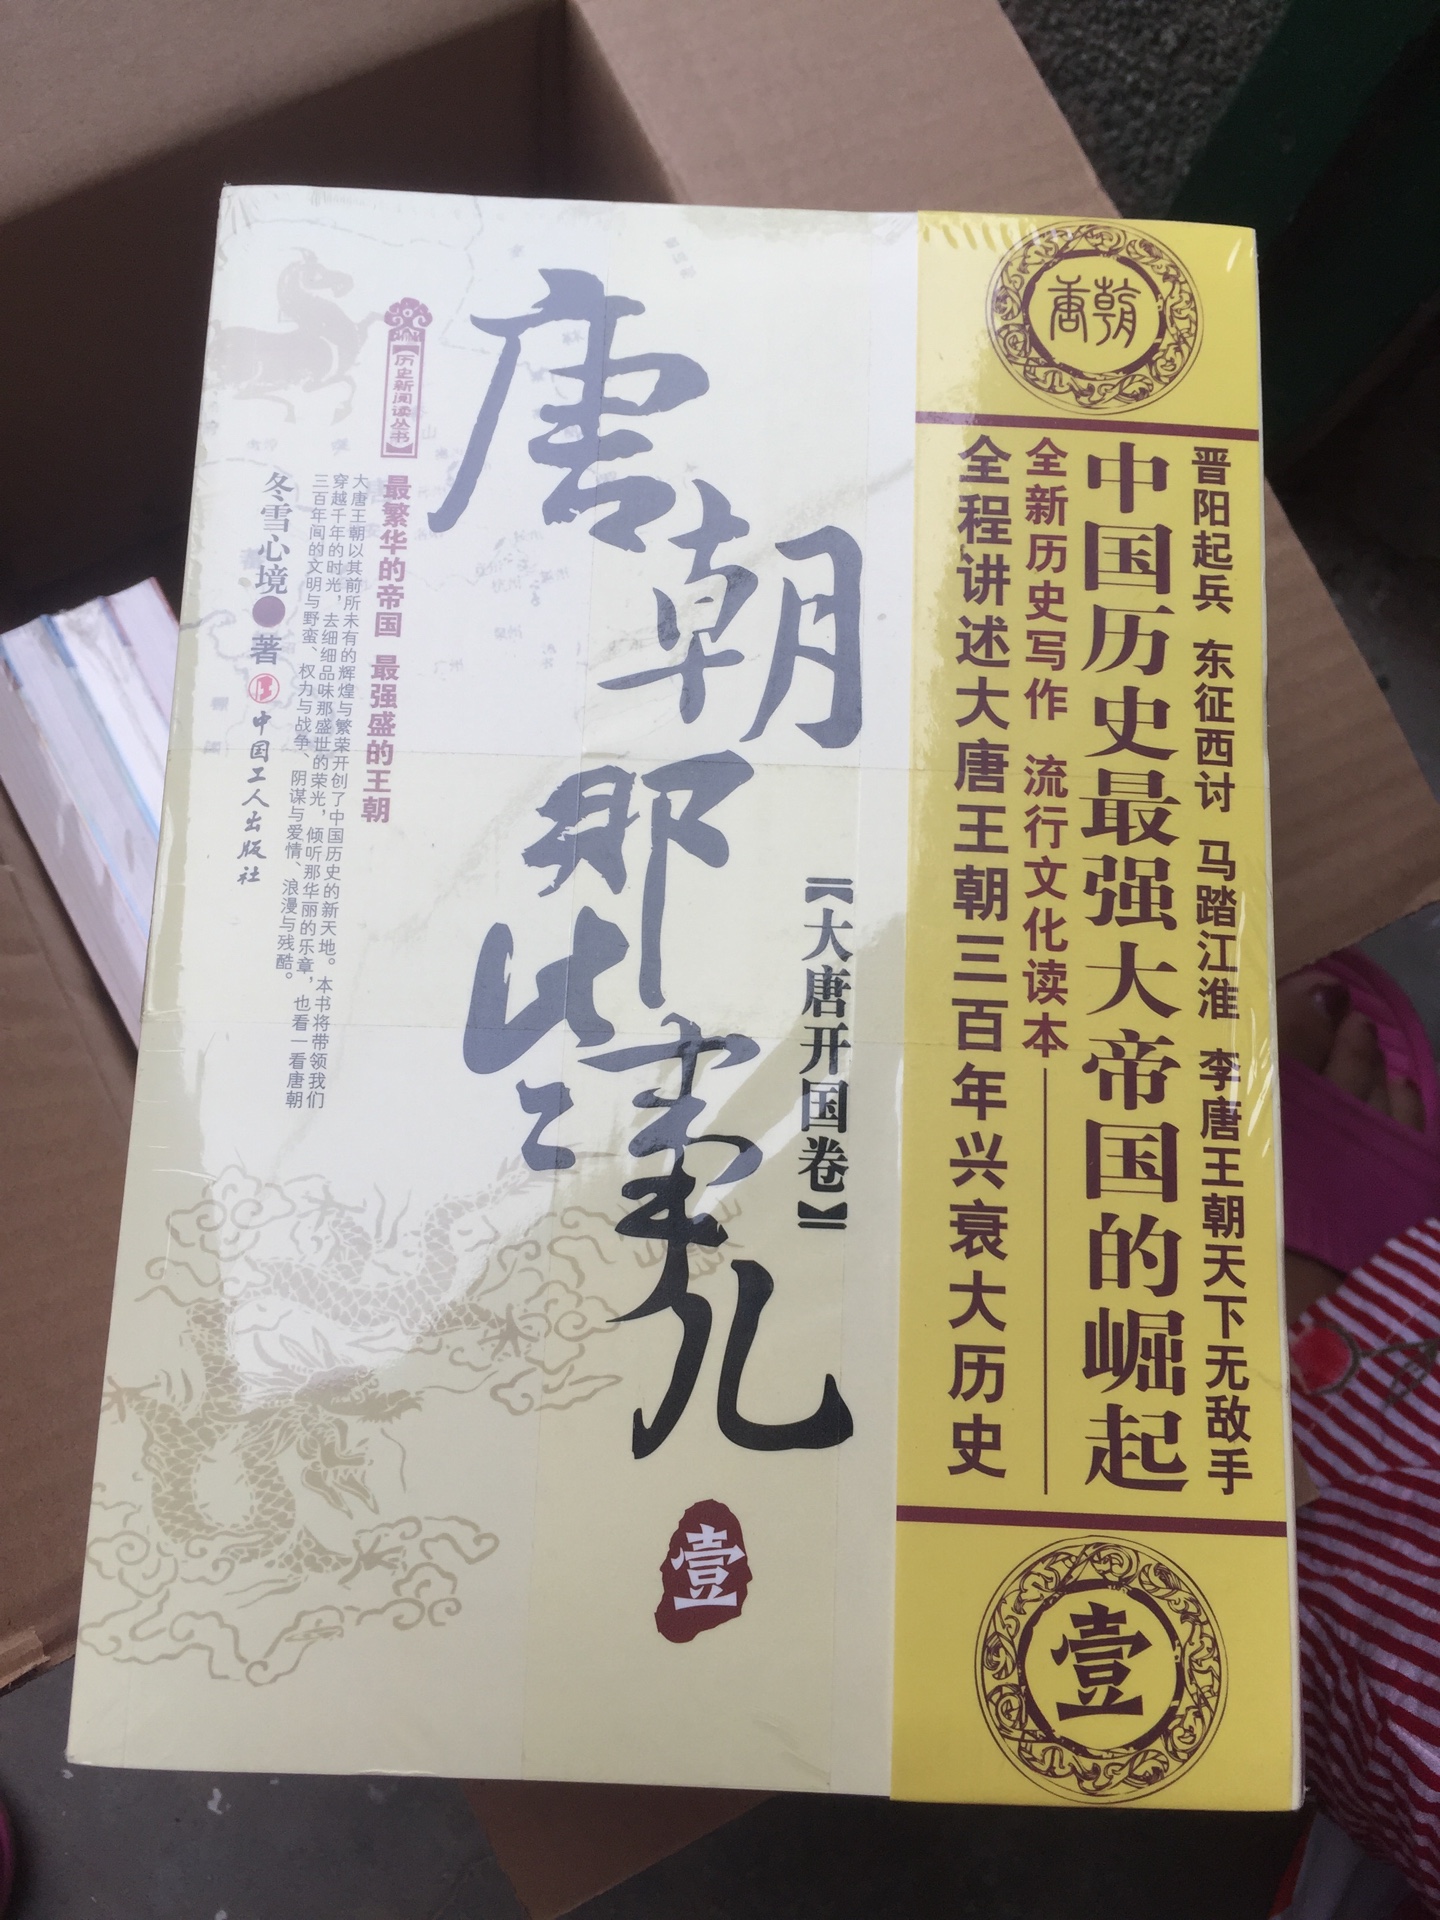 唐朝
晋阳起兵 东征西讨 马踏江淮 李唐王朝天下无敌手
中国历史最强大帝国的崛起
全新历史写作 流行文化读本
全程讲述大唐王朝三百年兴衰大历史
壹
唐朝那些事儿
【大唐开国卷】
壹
【历史新阅读丛书】
最繁华的帝国 最强盛的王朝
大唐王朝以其前所未有的辉煌与繁荣开创了中国历史的新天地。本书将带领我们
穿越千年的时光，去细细品味那盛世的荣光，倾听那华丽的乐章，也看一看唐朝
三百年间的文明与野蛮、权力与战争、阴谋与爱情、浪漫与残酷。
冬雪心境●著
中国工人出版社